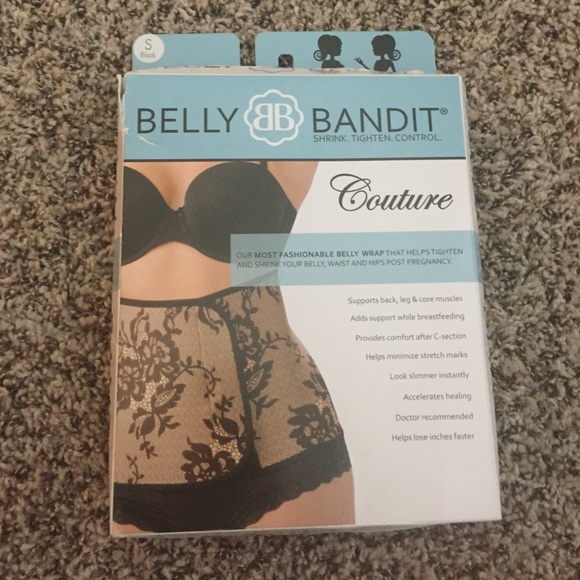 S
Black
BELLY BB BANDIT®
SHRINK. TIGHTEN. CONTROL.
Couture
OUR MOST FASHIONABLE BELLY WRAP THAT HELPS TIGHTEN
AND SHRINK YOUR BELLY, WAIST AND HIPS POST PREGNANCY.
Supports back, leg & core muscles
Adds support while breastfeeding
Provides comfort after C-section
Helps minimize stretch marks
Look slimmer instantly
Accelerates healing
Doctor recommended
Helps lose inches faster